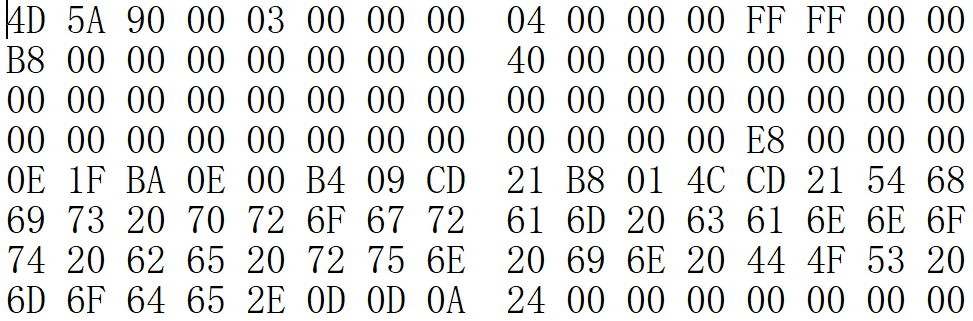 4D 5A 90 00 03 00 00 00 04 00 00 00 FF FF 00 00
B8 00 00 00 00 00 00 00 40 00 00 00 00 00 00 00
00 00 00 00 00 00 00 00 00 00 00 00 00 00 00 00
00 00 00 00 00 00 00 00 00 00 00 00 E8 00 00 00
0E 1F BA 0E 00 B4 09 CD 21 B8 01 4C CD 21 54 68
69 73 20 70 72 6F 67 72 61 6D 20 63 61 6E 6E 6F
74 20 62 65 20 72 75 6E 20 69 6E 20 44 4F 53 20
6D 6F 64 65 2E 0D 0D 0A 24 00 00 00 00 00 00 00